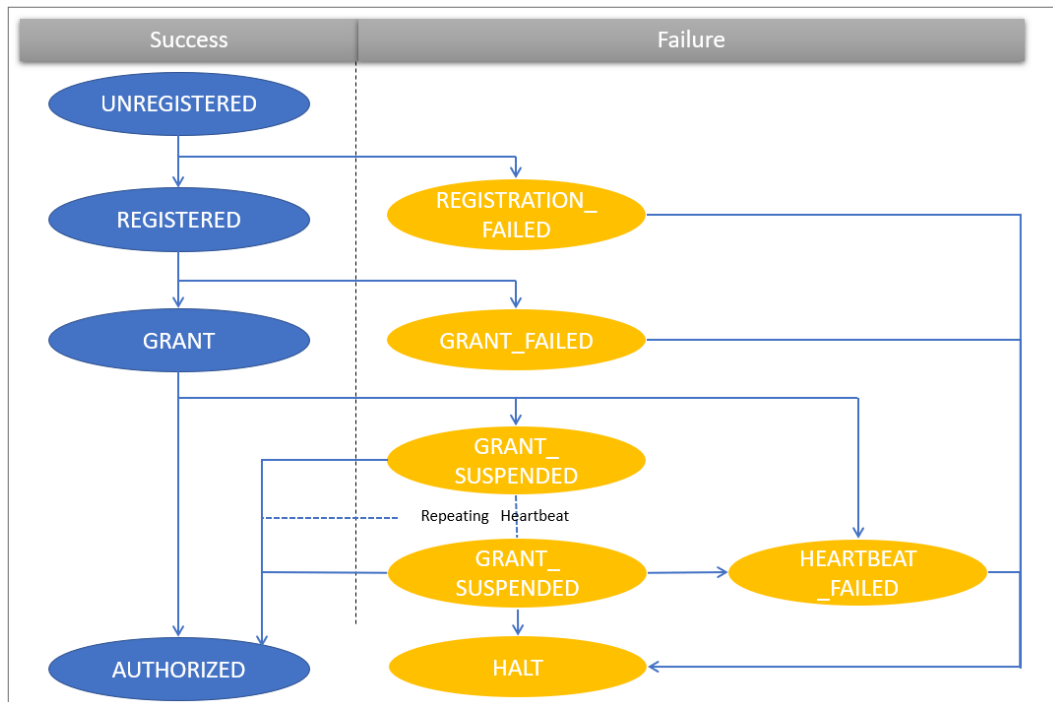 Success
Failure
UNREGISTERED
REGISTRATION_
FAILED
REGISTERED
GRANT
GRANT_FAILED
GRANT_
SUSPENDED
Repeating Heartbeat
GRANT_
SUSPENDED
HEARTBEAT
_FAILED
AUTHORIZED
HALT